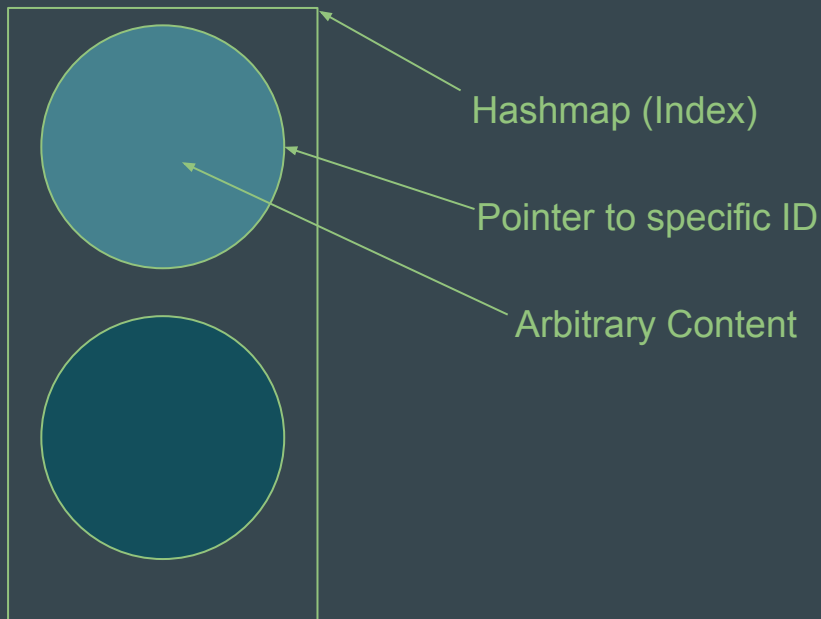 Hashmap (Index)
Pointer to specific ID
Arbitrary Content